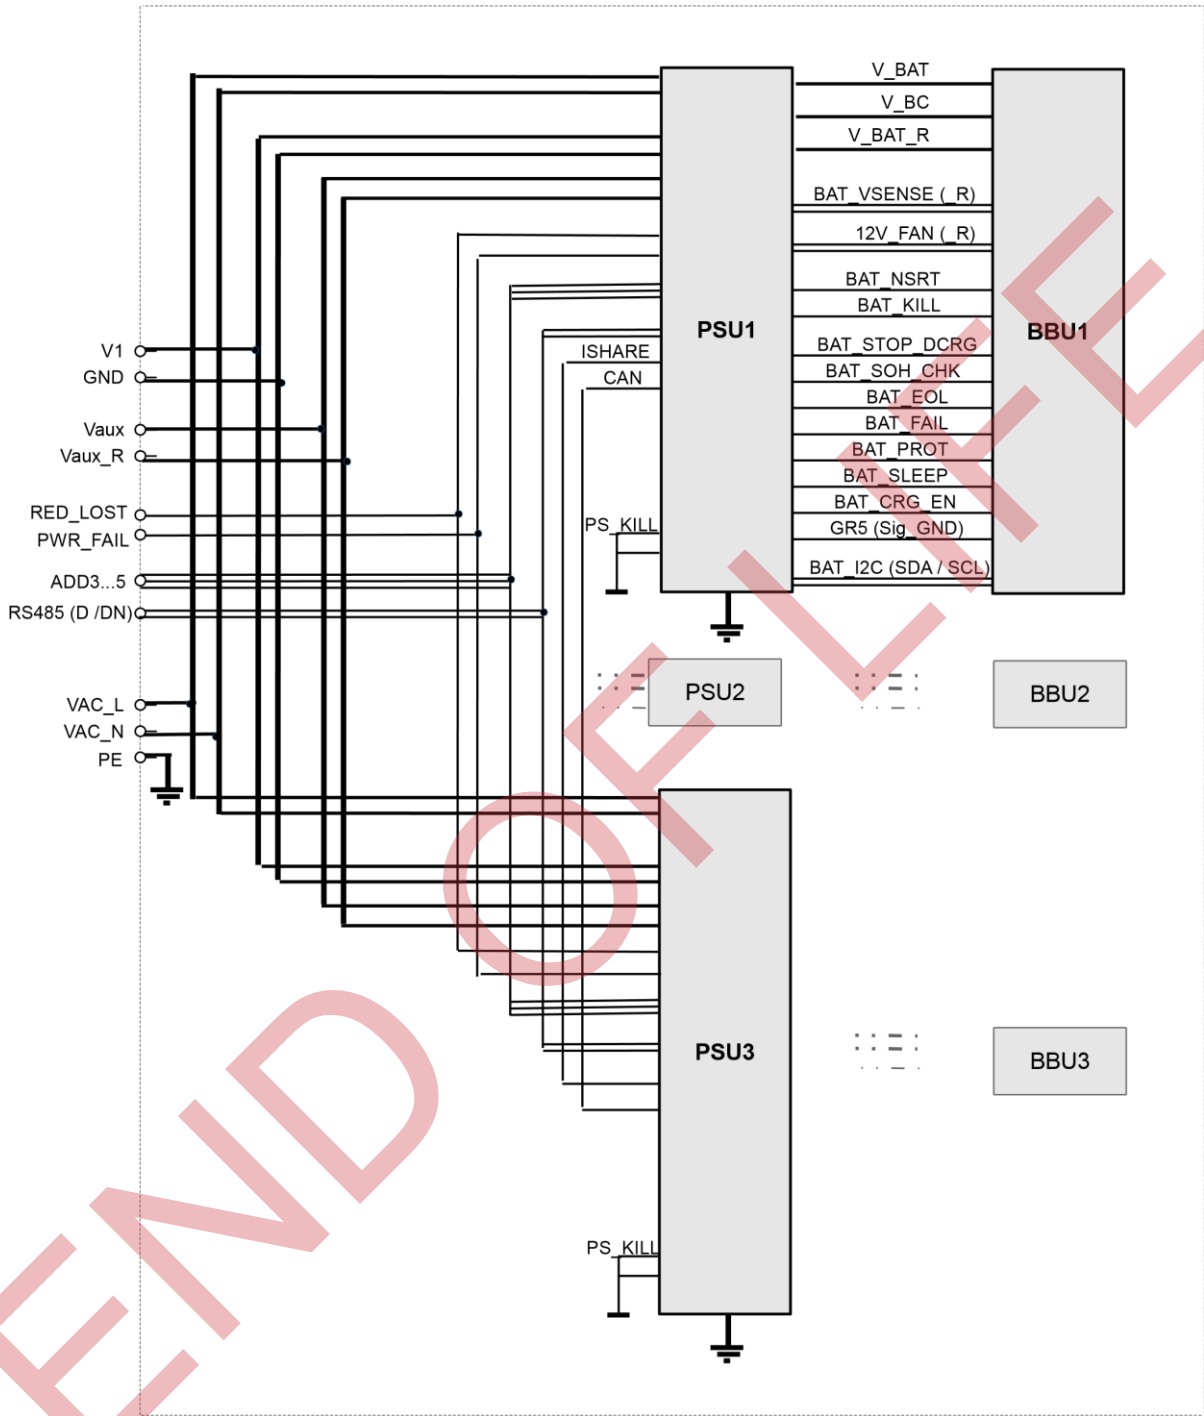 V_BAT
V_BC
V_BAT_R
BAT_VSENSE (_R)
12V_FAN (_R)
BAT_NSRT
BAT_KILL
PSU1
BBU1
V1
ISHARE
BAT_STOP_DCRG
GND
CAN
BAT_SOH_CHK
BAT_EOL
Vaux
BAT_FAIL
Vaux_R
BAT_PROT
BAT_SLEEP
BAT_CRG_EN
RED_LOST
PS_KILL
GR5 (Sig_GND)
PWR_FAIL
BAT_I2C (SDA / SCL)
ADD3...5
RS485 (D /DN)
PSU2
BBU2
VAC_L
VAC_N
PE
PSU3
BBU3
PS_KILL
END OF LIFE